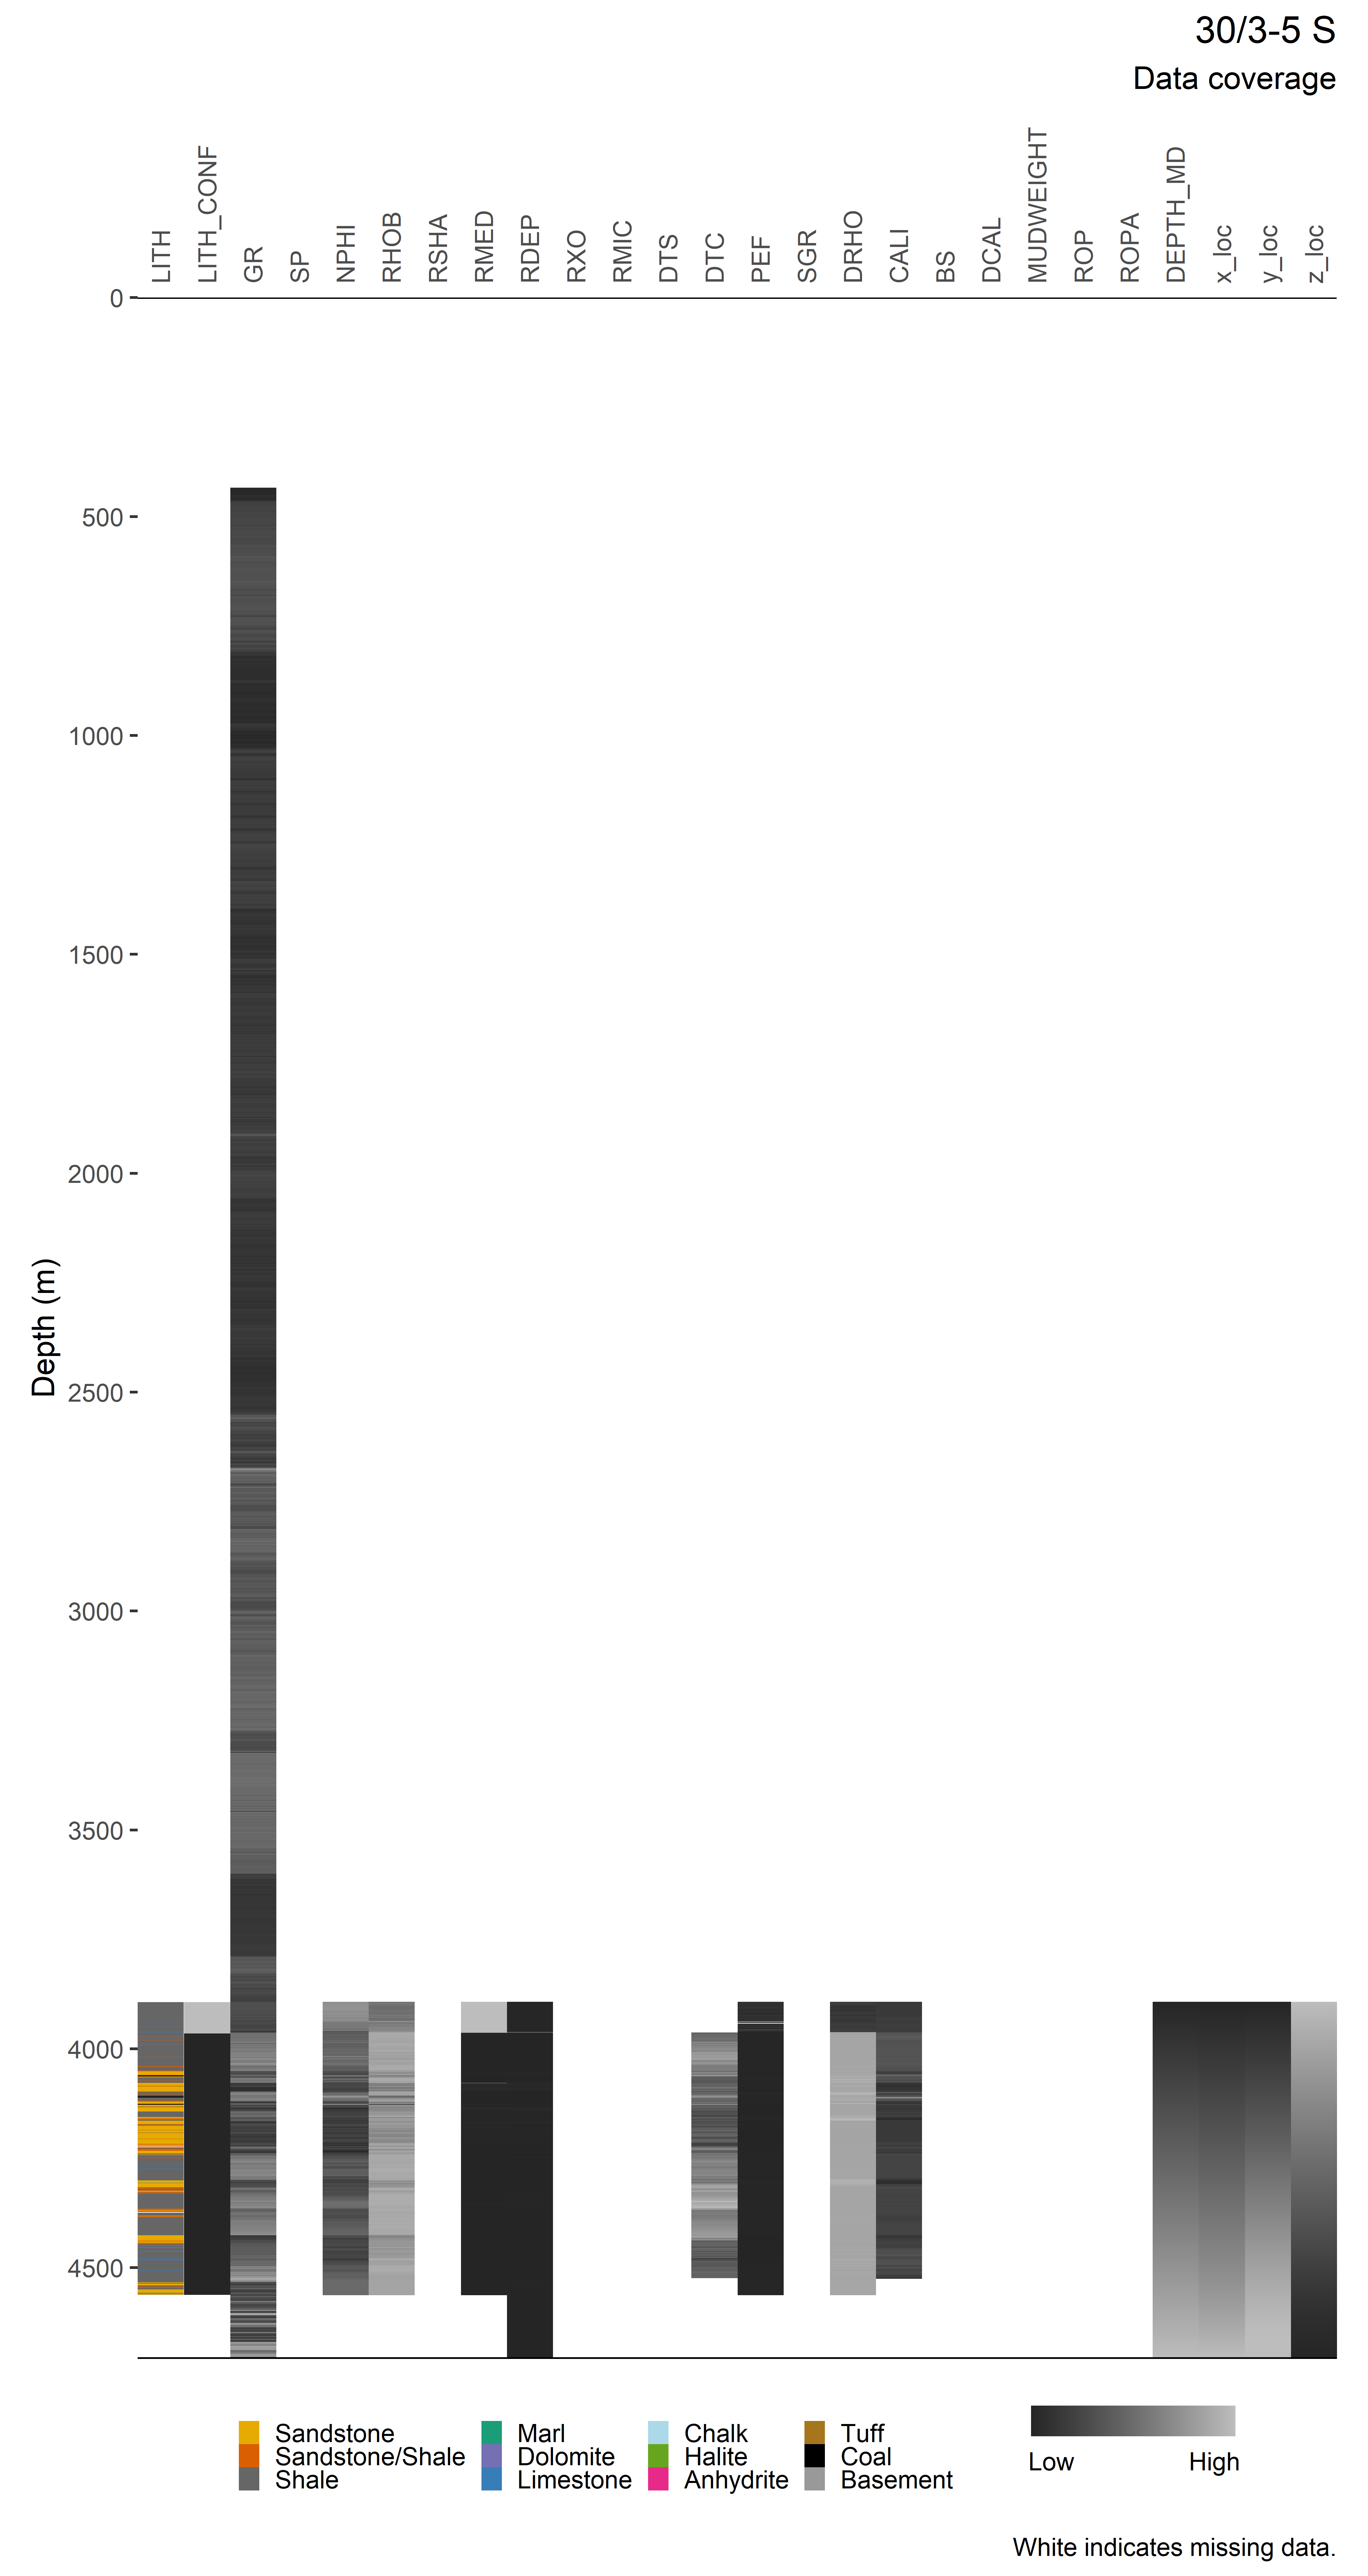 30/3-5 S
Data coverage
LITH
LITH_CONF
GR
SP
NPHI
RHOB
RSHA
RMED
RDEP
RXO
RMIC
DTS
DTC
PEF
SGR
DRHO
CALI
BS
DCAL
MUDWEIGHT
ROP
ROPA
DEPTH_MD
x_loc
y_loc
z_loc
0
500
1000
1500
2000
2500
3000
3500
4000
4500
Depth (m)
Sandstone Marl Chalk Tuff
Sandstone/Shale Dolomite Halite Coal
Shale Limestone Anhydrite Basement
Low High
White indicates missing data.